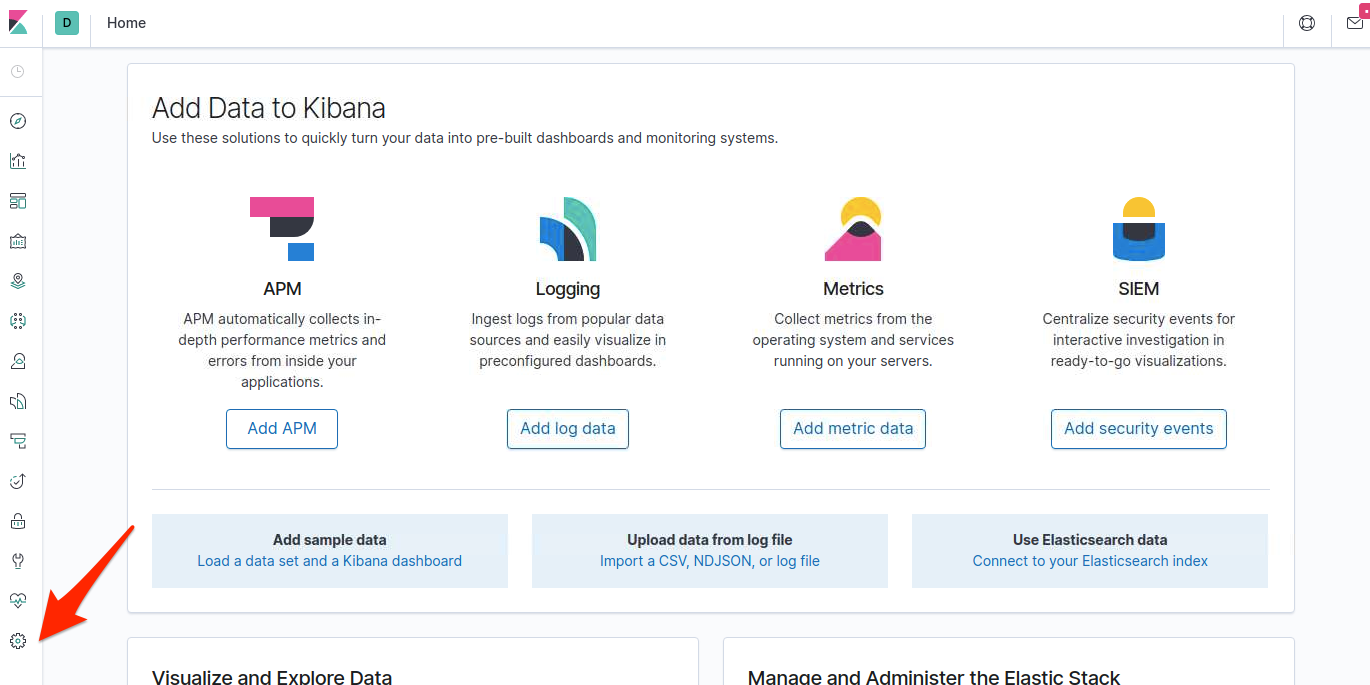 D Home
Add Data to Kibana
Use these solutions to quickly turn your data into pre-built dashboards and monitoring systems.
APM
APM automatically collects in-
depth performance metrics and
errors from inside your
applications.
Add APM
Logging
Ingest logs from popular data
sources and easily visualize in
preconfigured dashboards.
Add log data
Metrics
Collect metrics from the
operating system and services
running on your servers.
Add metric data
SIEM
Centralize security events for
interactive investigation in
ready-to-go visualizations.
Add security events
Add sample data
Load a data set and a Kibana dashboard
Upload data from log file
Import a CSV, NDJSON, or log file
Use Elasticsearch data
Connect to your Elasticsearch index
Visualize and Explore Data
Manage and Administer the Elastic Stack